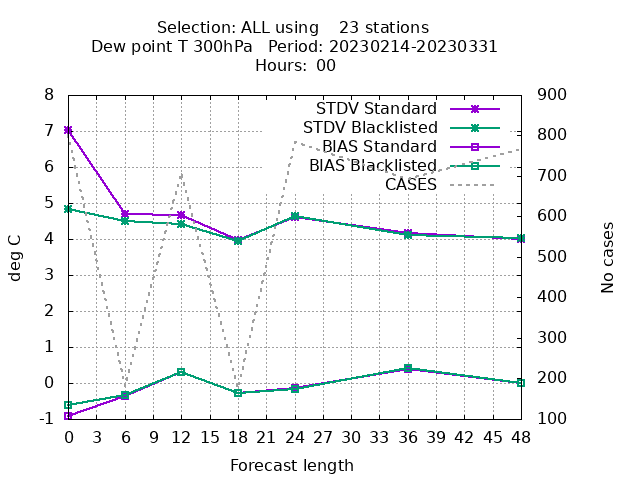 Selection: ALL using    23 stations
Dew point T 300hPa   Period: 20230214-20230331
Hours:  00
STDV Standard
STDV Blacklisted
BIAS Standard
BIAS Blacklisted
CASES
8
7
6
5
4
3
2
1
0
-1
deg C
900
800
700
600
500
400
300
200
100
No cases
0 3 6 9 12 15 18 21 24 27 30 33 36 39 42 45 48
Forecast length